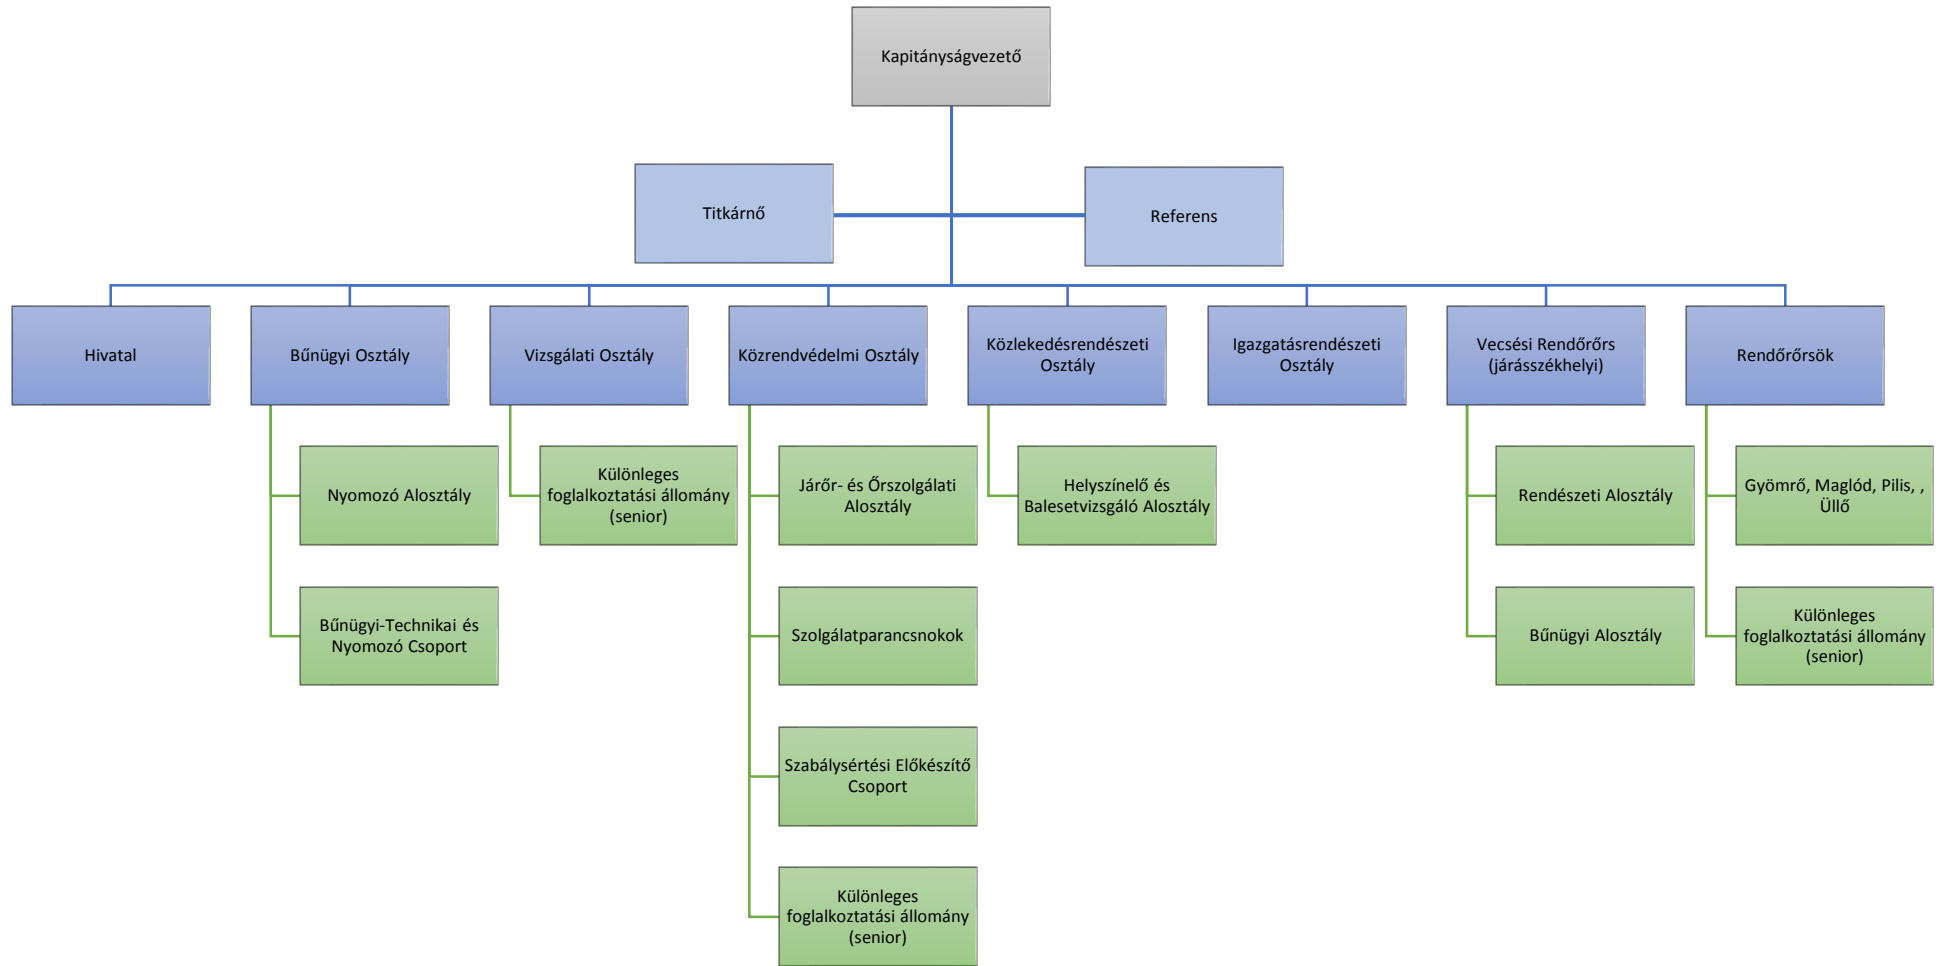 Kapitányságvezető
Titkárnő
Referens
Hivatal
Bűnügyi Osztály
Vizsgálati Osztály
Közrendvédelmi Osztály
Közlekedésrendészeti
Osztály
Igazgatásrendészeti
Osztály
Vecsési Rendőrőrs
(járásszékhelyi)
Rendőrőrsök
Nyomozó Alosztály
Különleges
foglalkoztatási állomány
(senior)
Járőr- és Őrszolgálati
Alosztály
Helyszínelő és
Balesetvizsgáló Alosztály
Rendészeti Alosztály
Gyömrő, Maglód, Pilis, ,
Üllő
Bűnügyi-Technikai és
Nyomozó Csoport
Szolgálatparancsnokok
Bűnügyi Alosztály
Különleges
foglalkoztatási állomány
(senior)
Szabálysértési Előkészítő
Csoport
Különleges
foglalkoztatási állomány
(senior)